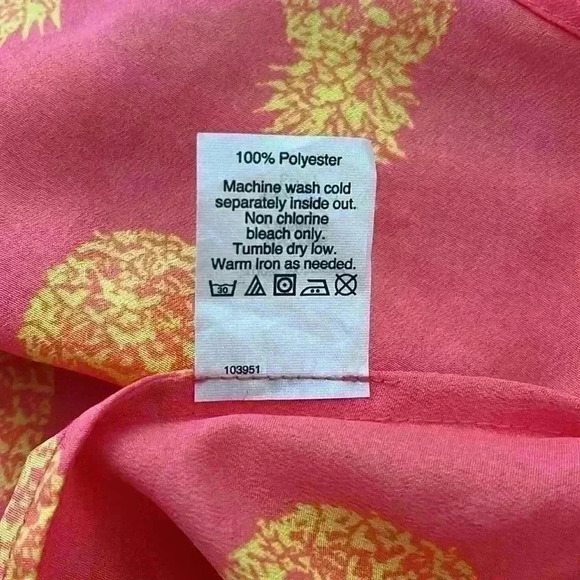 100% Polyester
Machine wash cold
separately inside out.
Non chlorine
bleach only.
Tumble dry low.
Warm Iron as needed.
30
103951